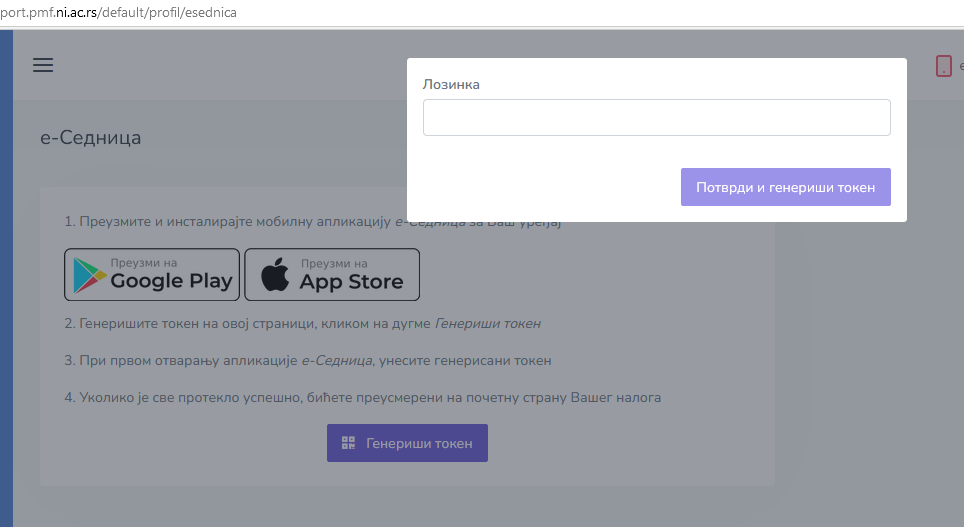 port.pmf.ni.ac.rs/default/profil/esednica
е-Седница
Лозинка
Потврди и генериши токен
1. Преузмите и инсталирајте мобилну апликацију е-Седница за Ваш уређај
Преузми на
Google Play
Преузми на
App Store
2. Генеришите токен на овој страници, кликом на дугме Генериши токен
3. При првом отварању апликације е-Седница, унесите генерисани токен
4. Уколико је све протекло успешно, бићете преусмерени на почетну страну Вашег налога
Генериши токен